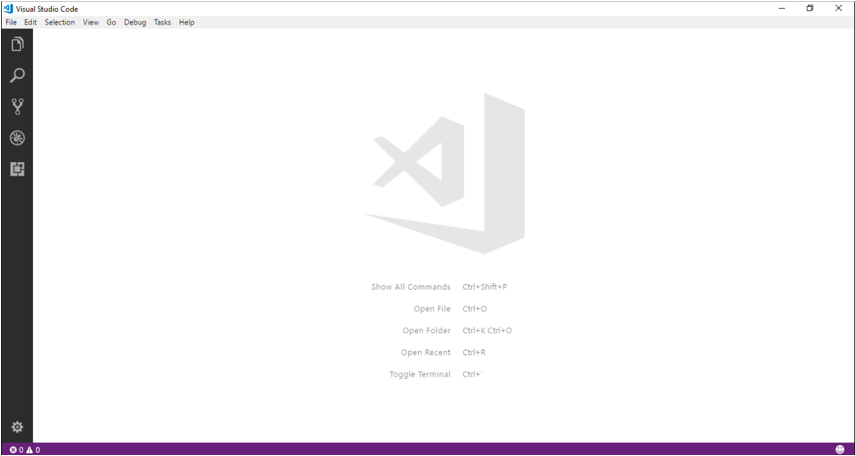 Visual Studio Code
File Edit Selection View Go Debug Tasks Help
Show All Commands Ctrl+Shift+P
Open File Ctrl+O
Open Folder Ctrl+K Ctrl+O
Open Recent Ctrl+R
Toggle Terminal Ctrl+`
0 0